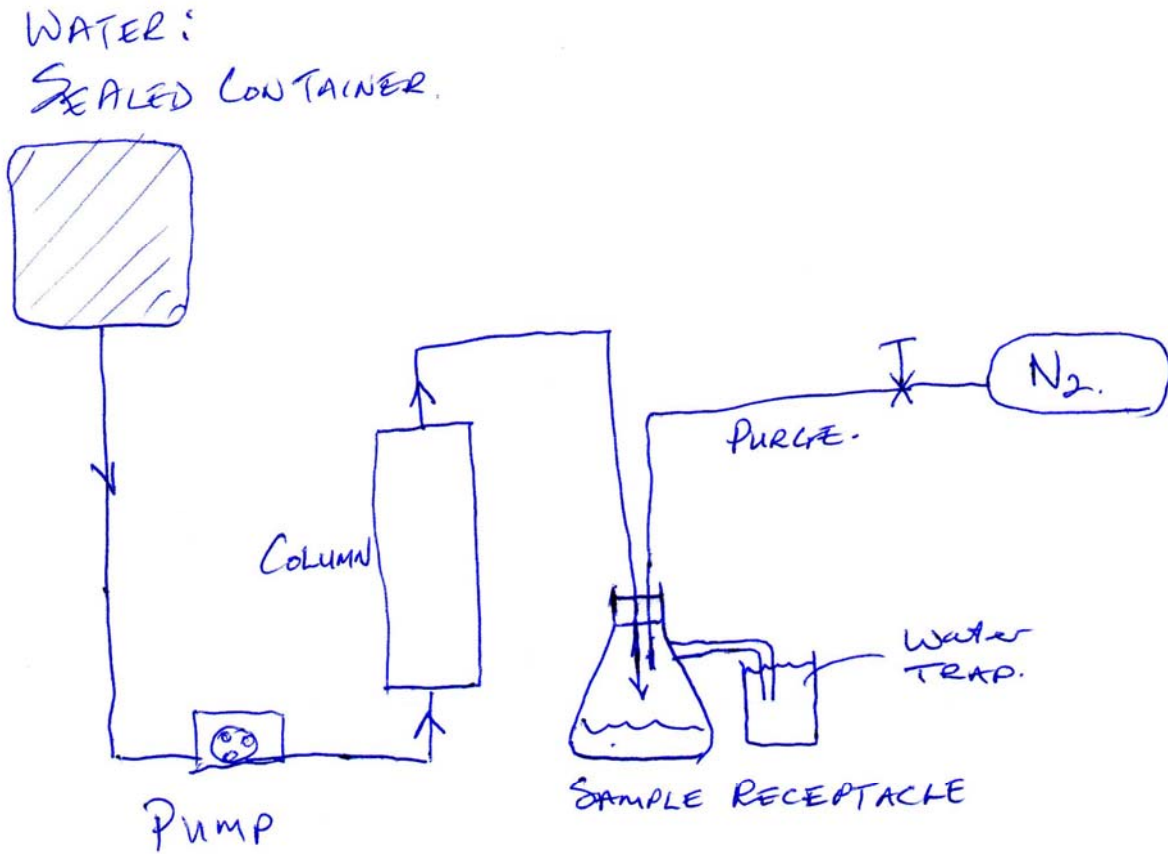 WATER:
SEALED CONTAINER.
N2.
PURGE.
COLUMN
Water
TRAP.
SAMPLE RECEPTACLE
PUMP